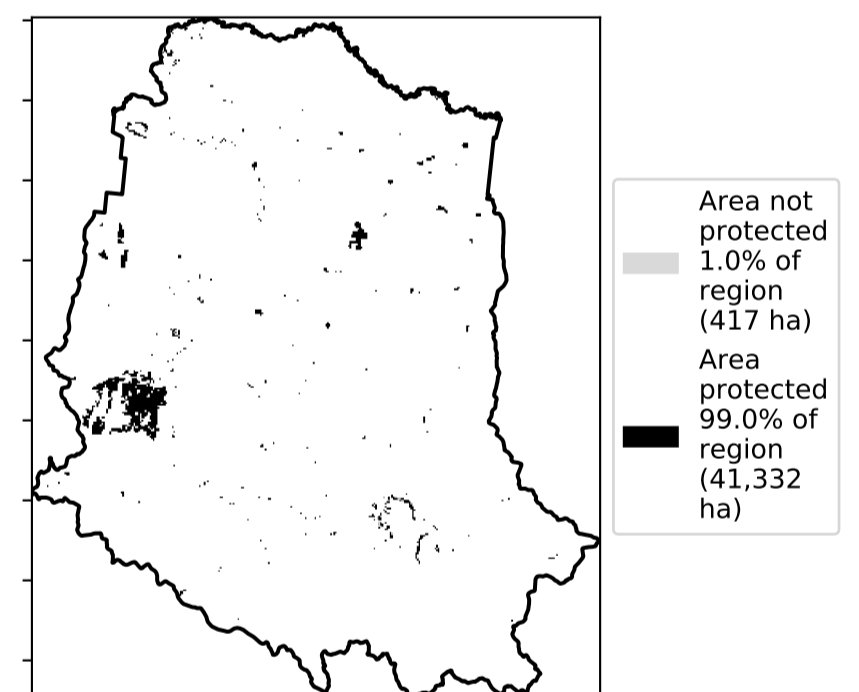 Area not
protected
1.0% of
region
(417 ha)
Area
protected
99.0% of
region
(41,332
ha)